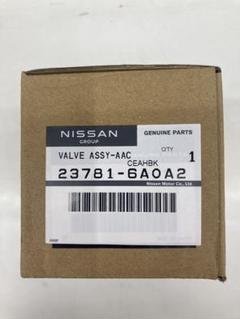 NISSAN
GROUP
GENUINE PARTS
VALVE ASSY-AAC
QTY
1
CEAHBK
23781-6A0A2
Nissan Motor Co., Ltd